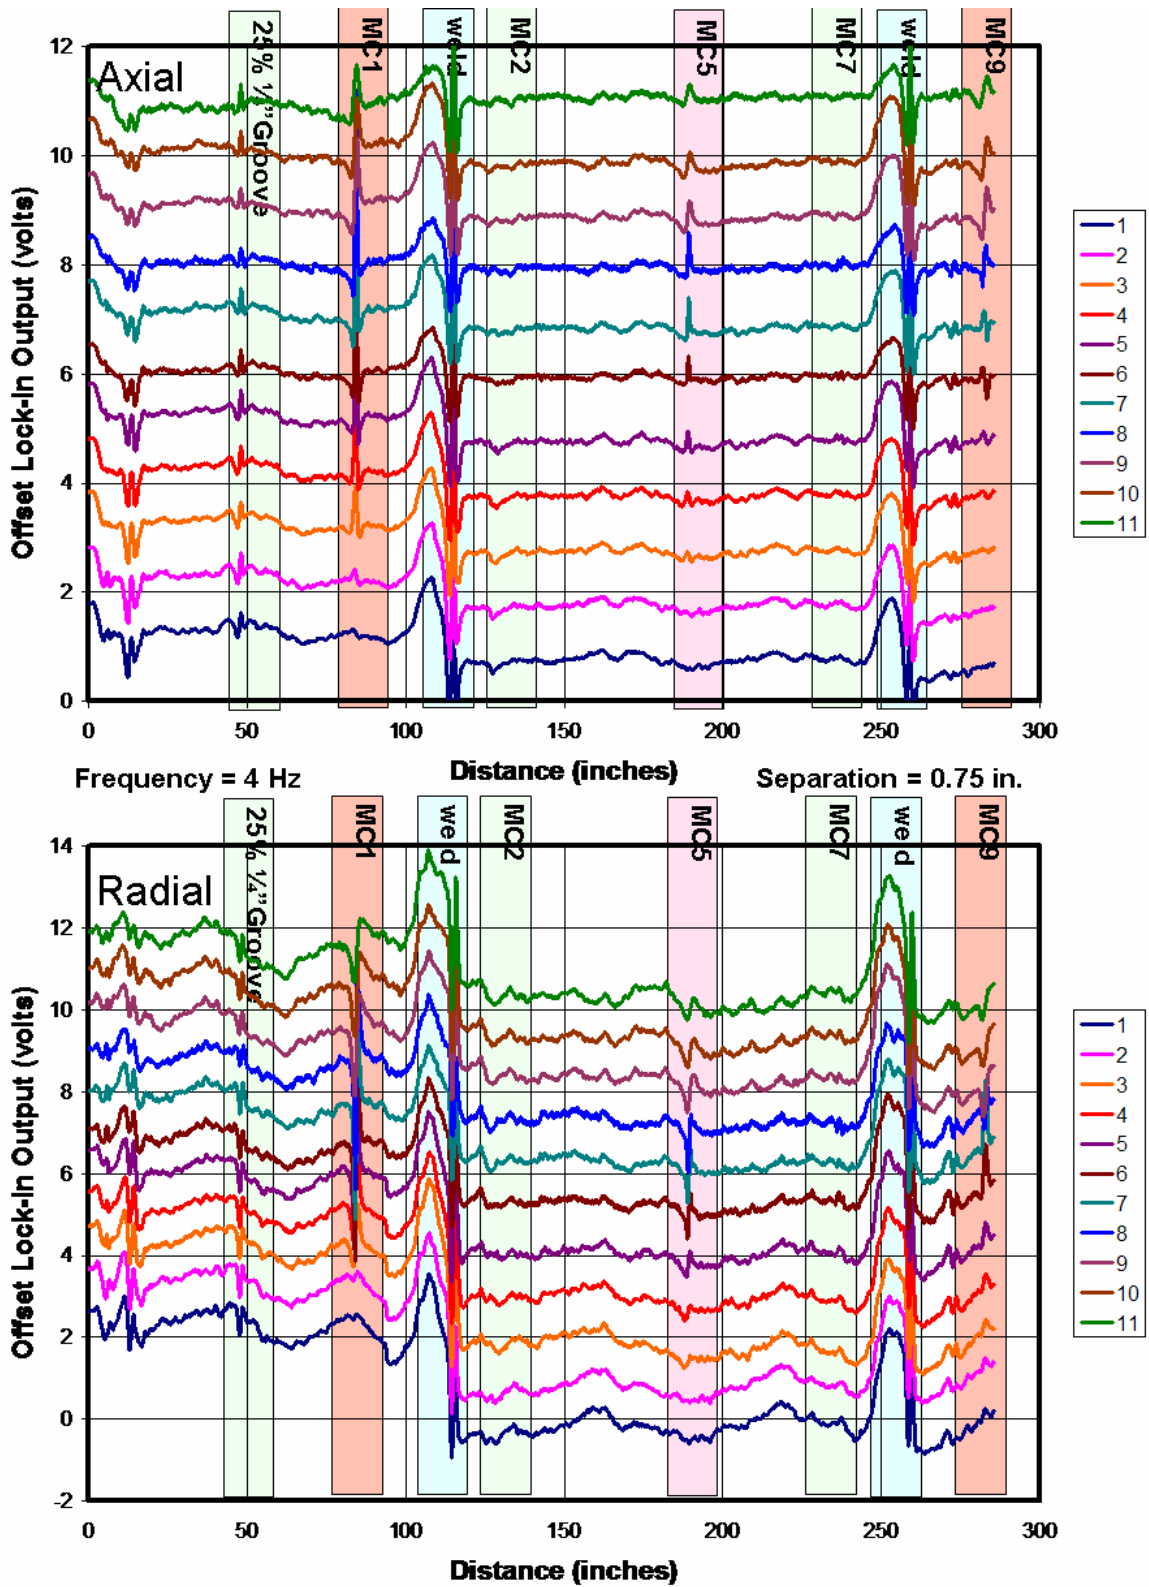 25% ¼"Groove
MC1
weld
MC2
MC5
MC7
weld
MC9
Axial
Offset Lock-In Output (volts)
12
10
8
6
4
2
0
0 50 100 150 200 250 300
Distance (inches)
1
2
3
4
5
6
7
8
9
10
11
Frequency = 4 Hz
Separation = 0.75 in.
25% ¼"Groove
MC1
we d
MC2
MC5
MC7
we d
MC9
Radial
Offset Lock-In Output (volts)
14
12
10
8
6
4
2
0
-2
0 50 100 150 200 250 300
Distance (inches)
1
2
3
4
5
6
7
8
9
10
11